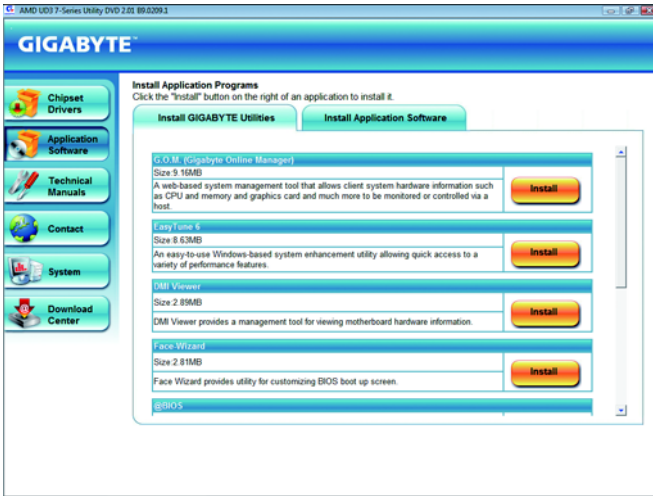 AMD UD3 7-Series Utility DVD 2.01 B9.0209.1
GIGABYTE™
Chipset
Drivers
Application
Software
Technical
Manuals
Contact
System
Download
Center
Install Application Programs
Click the "Install" button on the right of an application to install it.
Install GIGABYTE Utilities
Install Application Software
G.O.M. (Gigabyte Online Manager)
Size:9.16MB
A web-based system management tool that allows client system hardware information such
as CPU and memory and graphics card and much more to be monitored or controlled via a
host.
Install
EasyTune 6
Size:8.63MB
An easy-to-use Windows-based system enhancement utility allowing quick access to a
variety of performance features.
Install
DMI Viewer
Size:2.89MB
DMI Viewer provides a management tool for viewing motherboard hardware information.
Install
Face-Wizard
Size:2.81MB
Face Wizard provides utility for customizing BIOS boot up screen.
Install
@BIOS